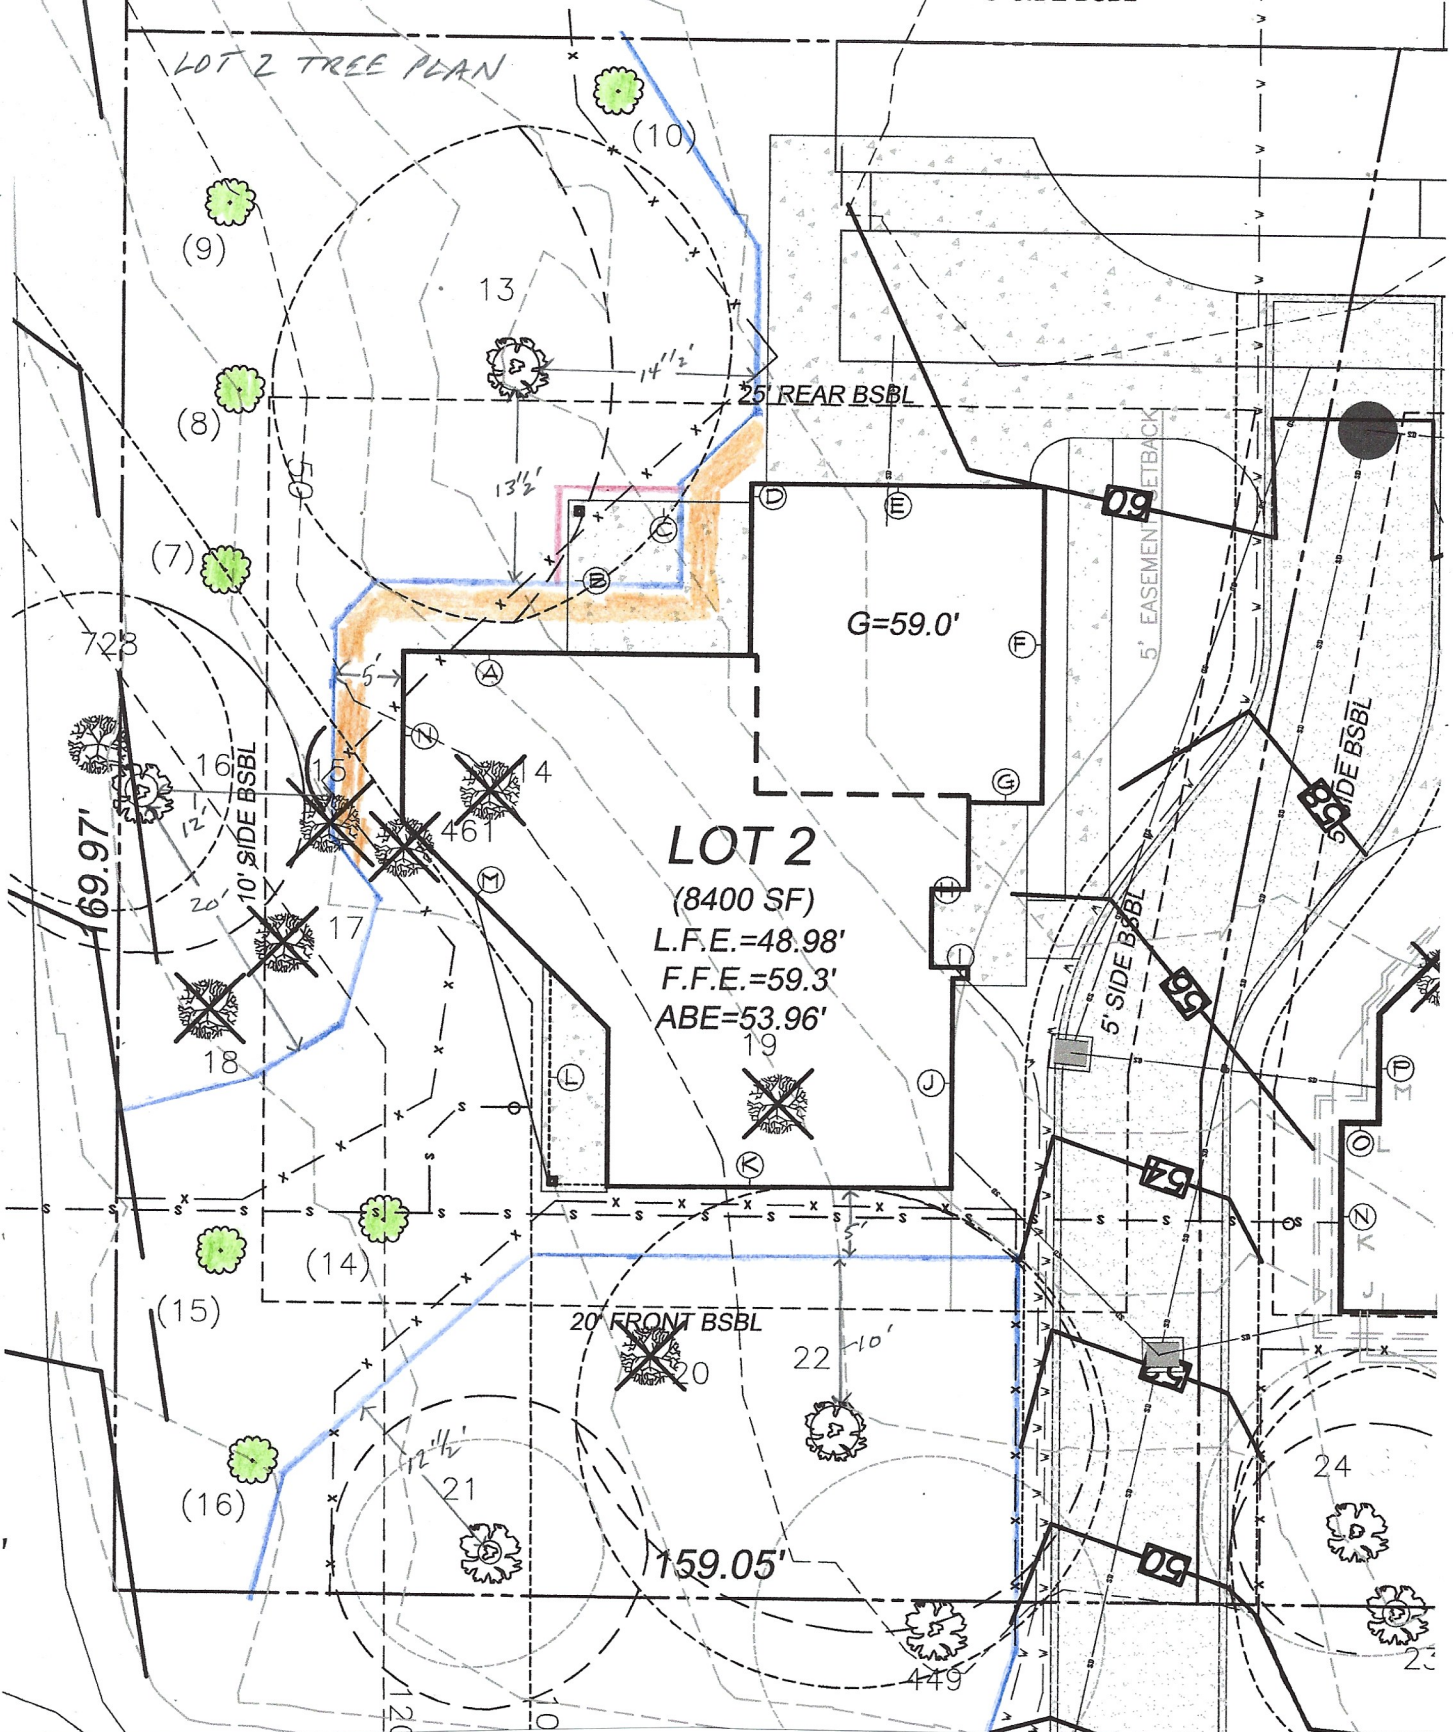 LOT 2 TREE PLAN
(10)
(9)
13
14'1/2'
25' REAR BSBL
(8)
50
13 1/2'
D
E
C
60
5' EASEMENT SETBACK
(7)
B
G=59.0'
F
728
5'
A
N
16
15
14
10' SIDE BSBL
12'
461
G
58
5' SIDE BSBL
M
LOT 2
(8400 SF)
L.F.E.=48.98'
F.F.E.=59.3'
ABE=53.96'
H
I
169.97'
20'
17
5' SIDE BSBL
56
18
19
L
J
P
M
K
54
O
L
N
K
J
(14)
(15)
5'
20' FRONT BSBL
20
22
10'
52
(16)
12'1/2'
21
24
159.05'
50
449
120
10